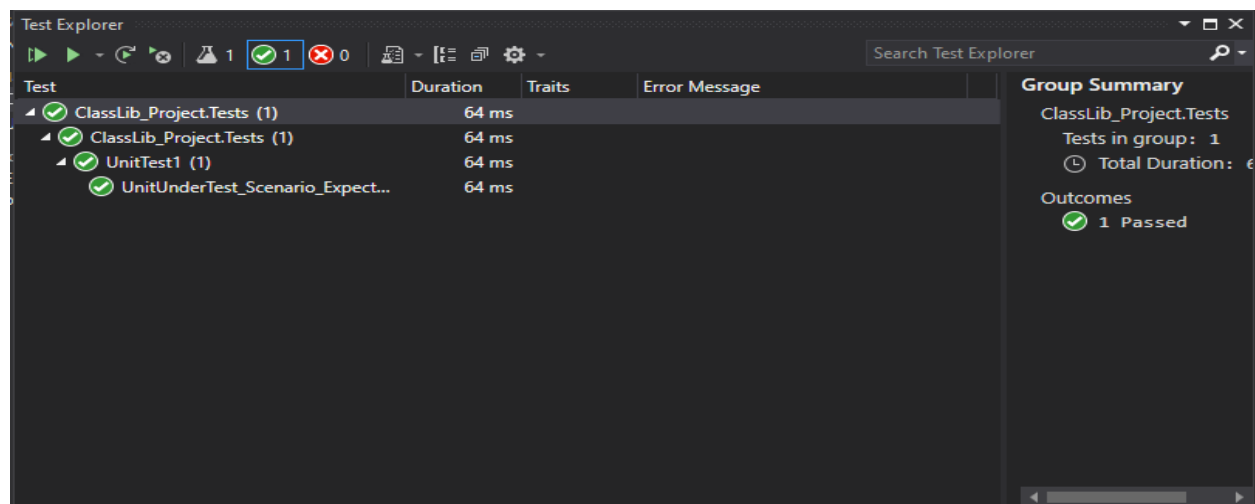 Test Explorer
1 1 0 Search Test Explorer
Test Duration Traits Error Message
ClassLib_Project.Tests (1) 64 ms
ClassLib_Project.Tests (1) 64 ms
UnitTest1 (1) 64 ms
UnitUnderTest_Scenario_Expect... 64 ms
Group Summary
ClassLib_Project.Tests
Tests in group: 1
Total Duration:
Outcomes
1 Passed